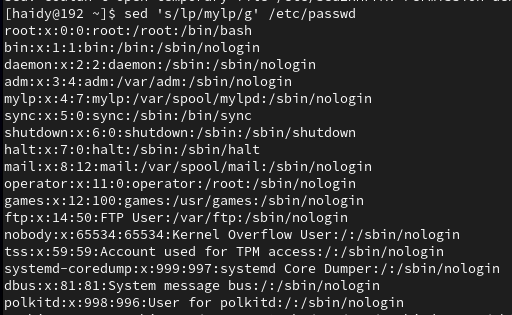 [haidy@192 ~]$ sed 's/lp/mylp/g' /etc/passwd
root:x:0:0:root:/root:/bin/bash
bin:x:1:1:bin:/bin:/sbin/nologin
daemon:x:2:2:daemon:/sbin:/sbin/nologin
adm:x:3:4:adm:/var/adm:/sbin/nologin
mylp:x:4:7:mylp:/var/spool/mylpd:/sbin/nologin
sync:x:5:0:sync:/sbin:/bin/sync
shutdown:x:6:0:shutdown:/sbin:/sbin/shutdown
halt:x:7:0:halt:/sbin:/sbin/halt
mail:x:8:12:mail:/var/spool/mail:/sbin/nologin
operator:x:11:0:operator:/root:/sbin/nologin
games:x:12:100:games:/usr/games:/sbin/nologin
ftp:x:14:50:FTP User:/var/ftp:/sbin/nologin
nobody:x:65534:65534:Kernel Overflow User:/:/sbin/nologin
tss:x:59:59:Account used for TPM access:/:/sbin/nologin
systemd-coredump:x:999:997:systemd Core Dumper:/:/sbin/nologin
dbus:x:81:81:System message bus:/:/sbin/nologin
polkitd:x:998:996:User for polkitd:/:/sbin/nologin